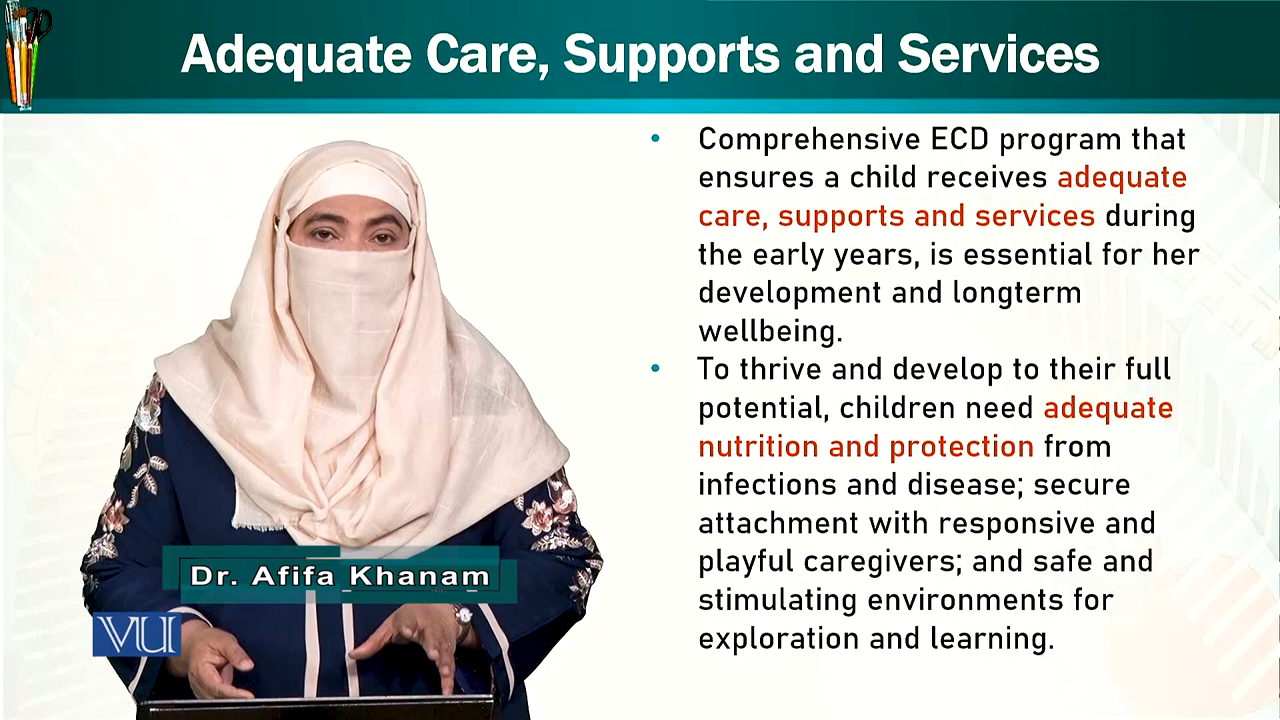 Adequate Care, Supports and Services
• Comprehensive ECD program that
ensures a child receives adequate
care, supports and services during
the early years, is essential for her
development and longterm
wellbeing.
• To thrive and develop to their full
potential, children need adequate
nutrition and protection from
infections and disease; secure
attachment with responsive and
playful caregivers; and safe and
stimulating environments for
exploration and learning.
Dr. Afifa Khanam
VU